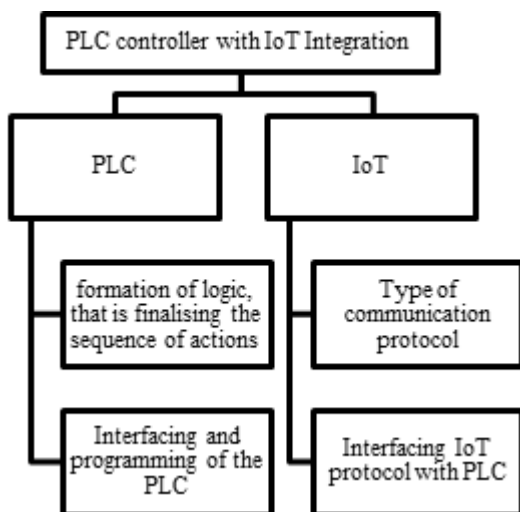 PLC controller with IoT Integration
PLC
IoT
formation of logic,
that is finalising the
sequence of actions
Type of
communication
protocol
Interfacing and
programming of the
PLC
Interfacing IoT
protocol with PLC